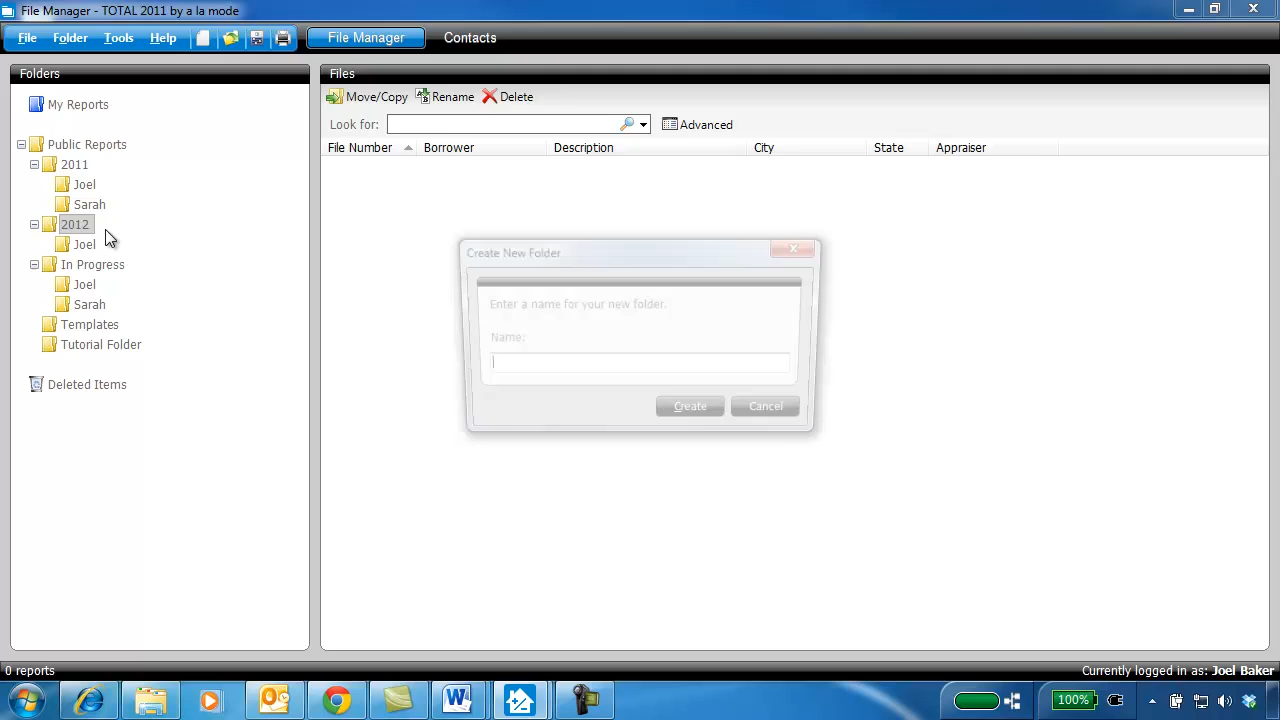 File Manager - TOTAL 2011 by a la mode
File Folder Tools Help File Manager Contacts
Folders
My Reports
Public Reports
2011
Joel
Sarah
2012
Joel
In Progress
Joel
Sarah
Templates
Tutorial Folder
Deleted Items
Files
Move/Copy Rename Delete
Look for: Advanced
File Number Borrower Description City State Appraiser
Create New Folder
Enter a name for your new folder.
Name:
Create Cancel
0 reports
Currently logged in as: Joel Baker
100%